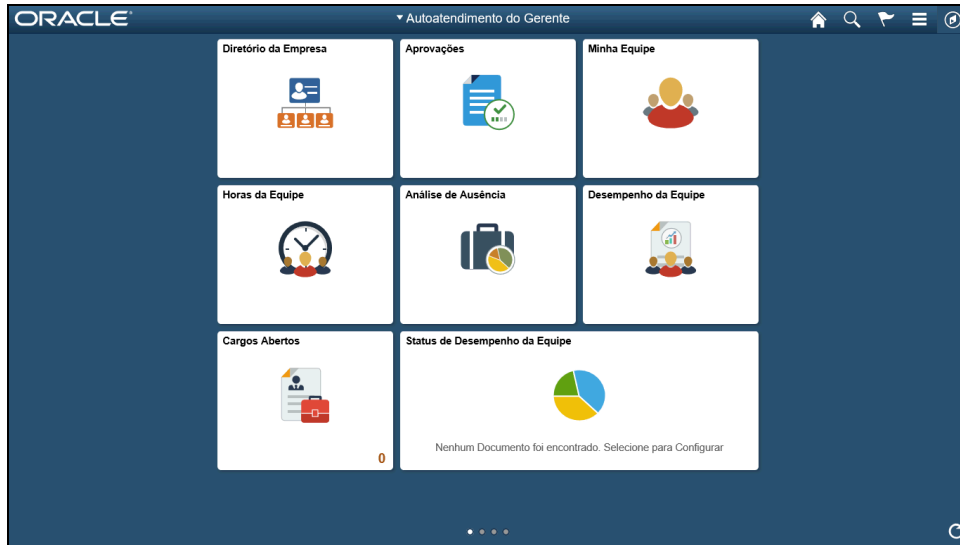 ORACLE
Autoatendimento do Gerente
Diretório da Empresa
Aprovações
Minha Equipe
Horas da Equipe
Análise de Ausência
Desempenho da Equipe
Cargos Abertos
0
Status de Desempenho da Equipe
Nenhum Documento foi encontrado. Selecione para Configurar